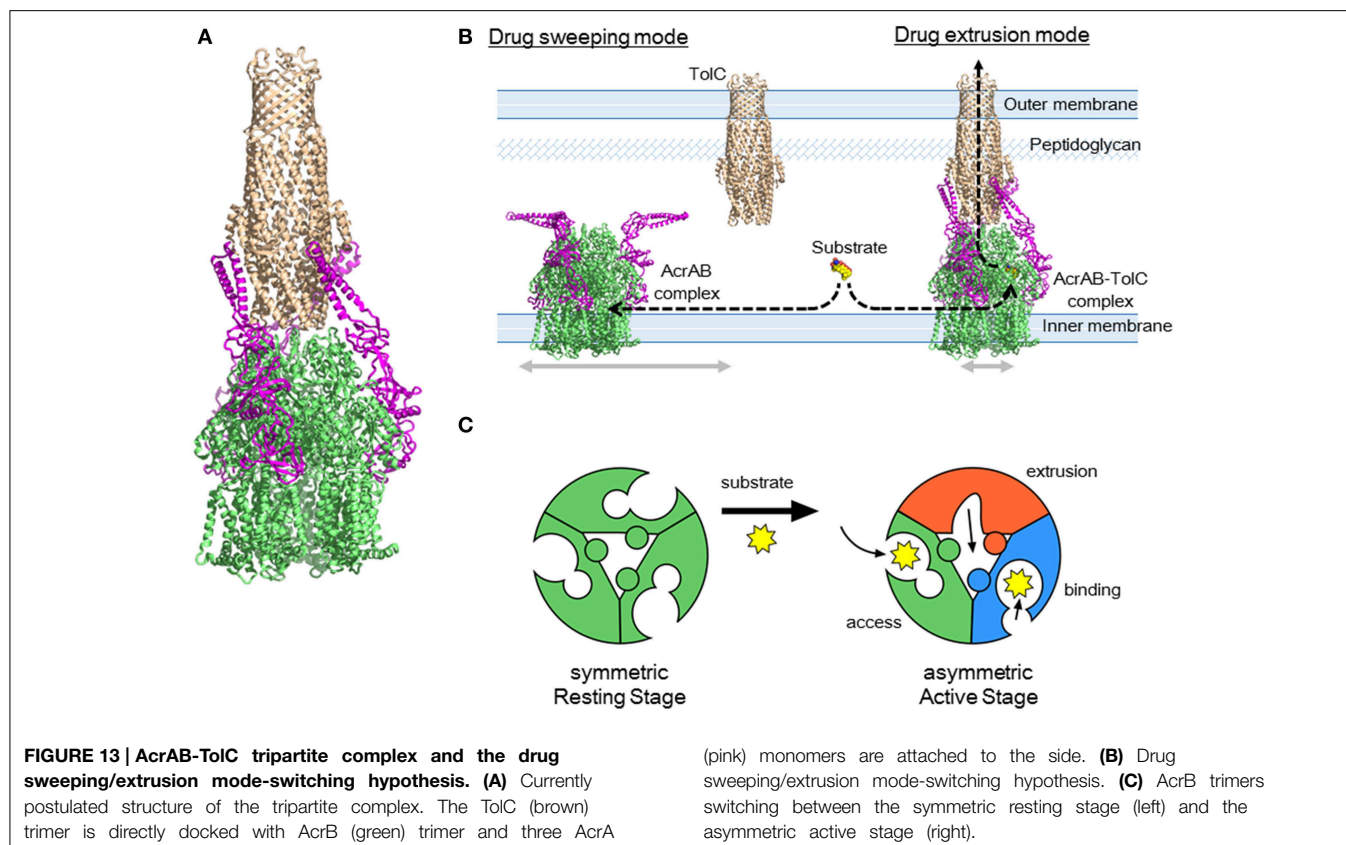 A
B
Drug sweeping mode
Drug extrusion mode
TolC
Outer membrane
Peptidoglycan
Substrate
AcrAB
complex
AcrAB-TolC
complex
Inner membrane
C
substrate
extrusion
binding
access
symmetric
Resting Stage
asymmetric
Active Stage
FIGURE 13 | AcrAB-TolC tripartite complex and the drug
sweeping/extrusion mode-switching hypothesis. (A) Currently
postulated structure of the tripartite complex. The TolC (brown)
trimer is directly docked with AcrB (green) trimer and three AcrA
(pink) monomers are attached to the side. (B) Drug
sweeping/extrusion mode-switching hypothesis. (C) AcrB trimers
switching between the symmetric resting stage (left) and the
asymmetric active stage (right).